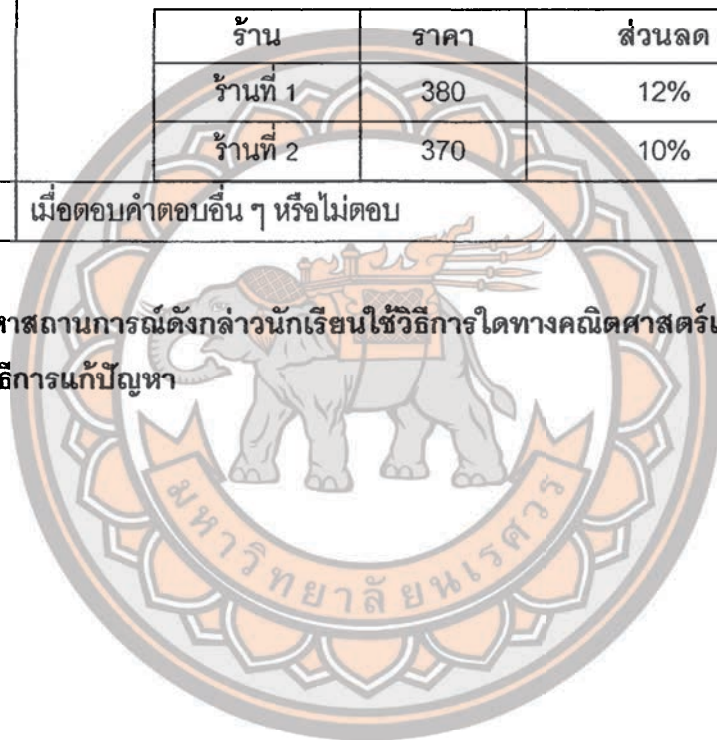 ร้าน ราคา ส่วนลด
ร้านที่ 1 380 12%
ร้านที่ 2 370 10%
เมื่อตอบคำตอบอื่น ๆ หรือไม่ตอบ
หาสถานการณ์ดังกล่าวนักเรียนใช้วิธีการใดทางคณิตศาสตร์
ธีการแก้ปัญหา
มหาวิทยาลัยนเรศวร